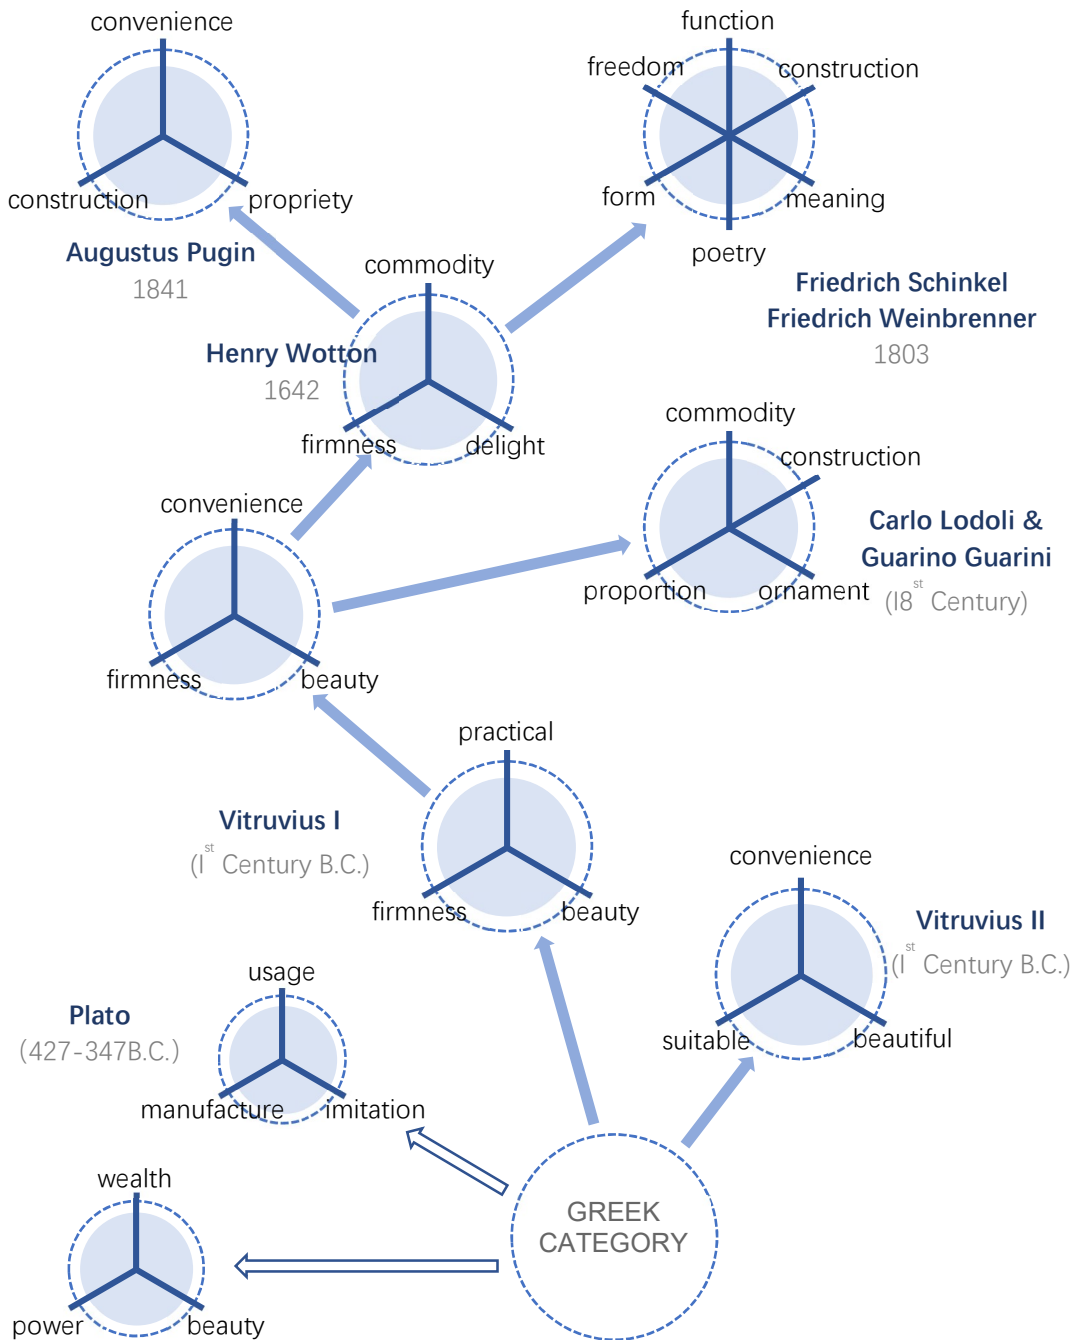 convenience
construction
propriety
Augustus Pugin
1841
function
freedom
construction
form
meaning
poetry
Friedrich Schinkel
Friedrich Weinbrenner
1803
commodity
Henry Wotton
1642
firmness
delight
commodity
construction
proportion
ornament
Carlo Lodoli &
Guarino Guarini
(I8st Century)
convenience
firmness
beauty
practical
Vitruvius I
(Ist Century B.C.)
firmness
beauty
convenience
Vitruvius II
(Ist Century B.C.)
suitable
beautiful
usage
Plato
(427-347B.C.)
manufacture
imitation
wealth
power
beauty
GREEK
CATEGORY